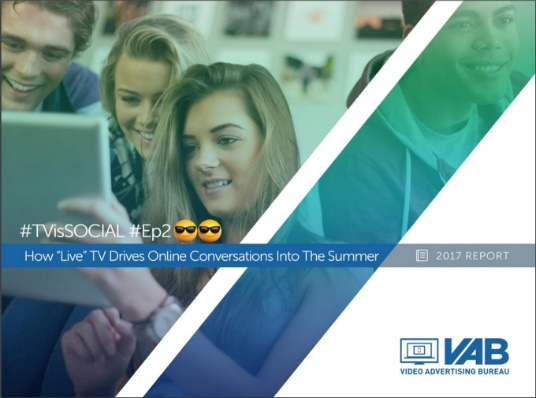 #TVisSOCIAL #Ep2 😎😎
How “Live” TV Drives Online Conversations Into The Summer
2017 REPORT
VAB
VIDEO ADVERTISING BUREAU